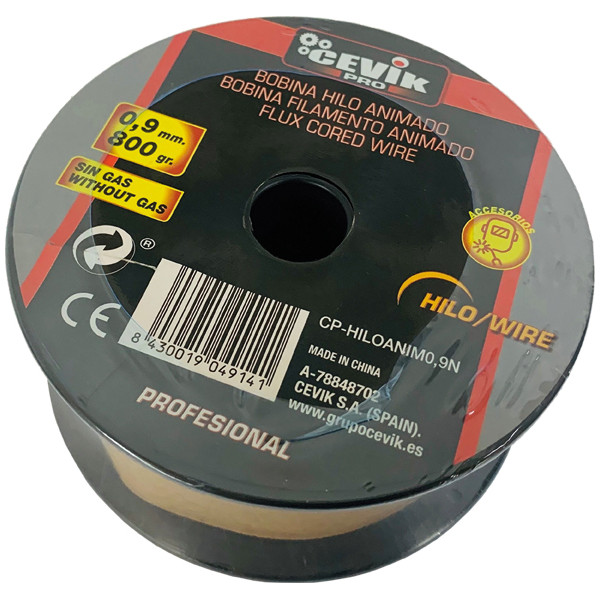 CEVIK
PRO
BOBINA HILO ANIMADO
BOBINA FILAMENTO ANIMADO
FLUX CORED WIRE
0,9 mm.
800 gr.
SIN GAS
WITHOUT GAS
ACCESORIOS
®
HILO/WIRE
CE
8 430019 049141
CP-HILOANIM0,9N
MADE IN CHINA
A-78848702
CEVIK S.A. (SPAIN).
www.grupocevik.es
PROFESIONAL